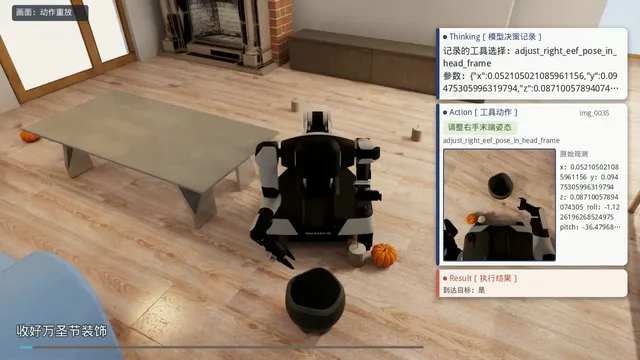 画面: 动作重放
Thinking [ 模型决策记录 ]
记录的工具选择: adjust_right_eef_pose_in_h
ead_frame
参数: {"x":0.052105021085961156,"y":0.09
475305996319794,"z":0.08710057894074…
Action [ 工具动作 ]
img_0035
调整右手末端姿态
adjust_right_eef_pose_in_head_frame
原始观测
x: 0.05210502108
5961156 y: 0.094
75305996319794
z: 0.08710057894
074305 roll: -1.12
26196268524975
pitch: -36.47968…
Result [ 执行结果 ]
到达目标: 是
收好万圣节装饰